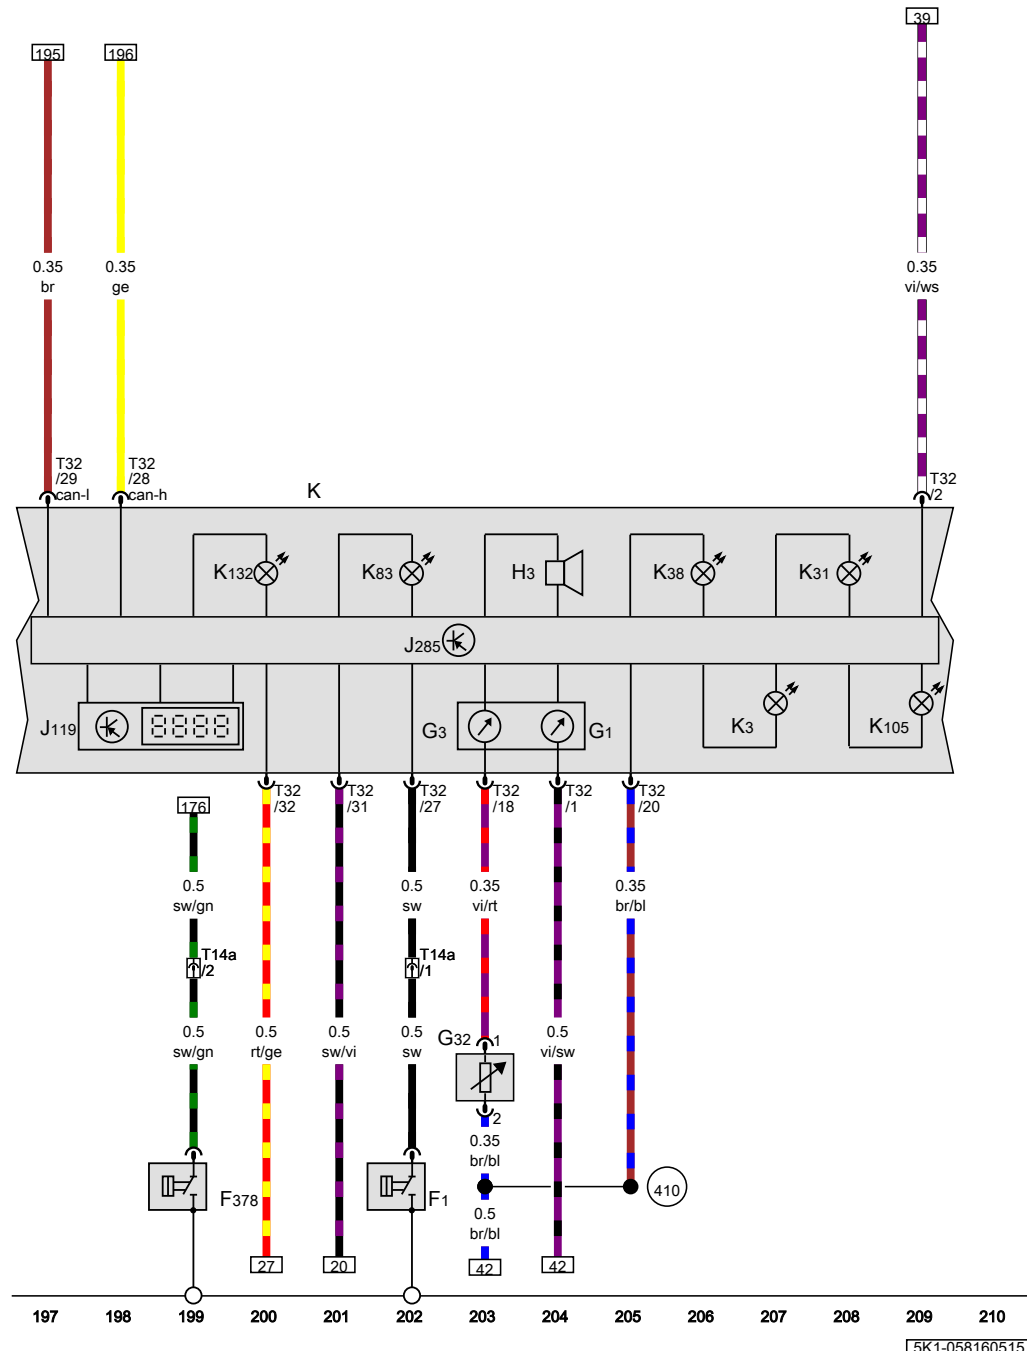 39
195
196
0.35
br
0.35
ge
0.35
vi/ws
T32
/29
can-l
T32
/28
can-h
K
T32
/2
K132
K83
H3
K38
K31
J285
J119
G3
G1
K3
K105
T32
/32
T32
/31
T32
/27
T32
/18
T32
/1
T32
/20
176
0.5
sw/gn
0.5
sw
0.35
vi/rt
0.35
br/bl
T14a
/2
T14a
/1
0.5
sw/gn
0.5
rt/ge
0.5
sw/vi
0.5
sw
G32
1
0.5
vi/sw
2
0.35
br/bl
F378
F1
410
0.5
br/bl
27
20
42
42
197 198 199 200 201 202 203 204 205 206 207 208 209 210
5K1-058160515